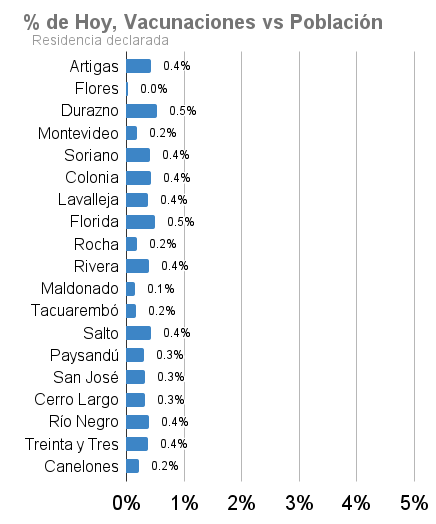 % de Hoy, Vacunaciones vs Población
Residencia declarada
Artigas 0.4%
Flores 0.0%
Durazno 0.5%
Montevideo 0.2%
Soriano 0.4%
Colonia 0.4%
Lavalleja 0.4%
Florida 0.5%
Rocha 0.2%
Rivera 0.4%
Maldonado 0.1%
Tacuarembó 0.2%
Salto 0.4%
Paysandú 0.3%
San José 0.3%
Cerro Largo 0.3%
Río Negro 0.4%
Treinta y Tres 0.4%
Canelones 0.2%
0% 1% 2% 3% 4% 5%